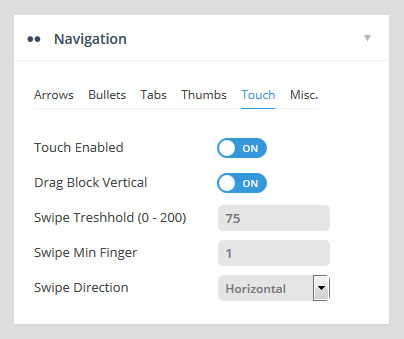 Navigation
Arrows Bullets Tabs Thumbs Touch Misc.
Touch Enabled ON
Drag Block Vertical ON
Swipe Treshhold (0 - 200) 75
Swipe Min Finger 1
Swipe Direction Horizontal